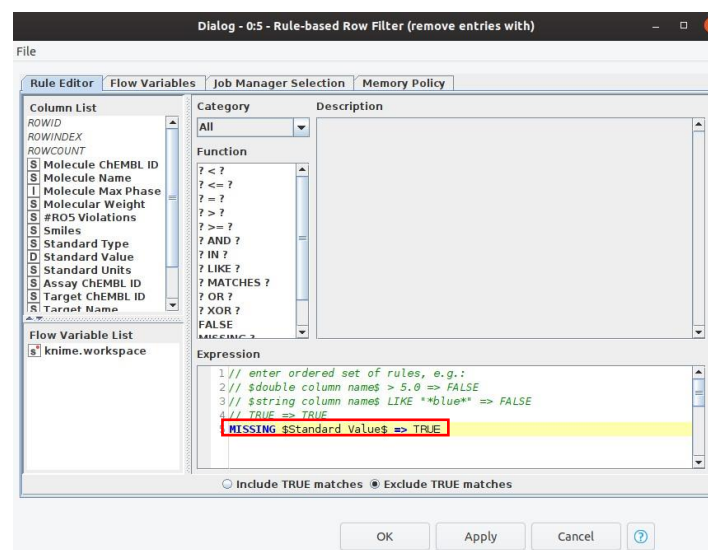 Dialog - 0:5 - Rule-based Row Filter (remove entries with)
File
Rule Editor Flow Variables Job Manager Selection Memory Policy
Column List
ROWID
ROWINDEX
ROWCOUNT
S Molecule ChEMBL ID
S Molecule Name
I Molecule Max Phase
S Molecular Weight
S #RO5 Violations
S Smiles
S Standard Type
D Standard Value
S Standard Units
S Assay ChEMBL ID
S Target ChEMBL ID
S Target Name
Flow Variable List
s knime.workspace
Category
All
Function
? < ?
? <= ?
? = ?
? > ?
? >= ?
? AND ?
? IN ?
? LIKE ?
? MATCHES ?
? OR ?
? XOR ?
FALSE
MISSING ?
Description
Expression
1 // enter ordered set of rules, e.g.:
2 // $double column name$ > 5.0 => FALSE
3 // $string column name$ LIKE "*blue*" => FALSE
4 // TRUE => TRUE
5 MISSING $Standard Value$ => TRUE
Include TRUE matches Exclude TRUE matches
OK Apply Cancel ?